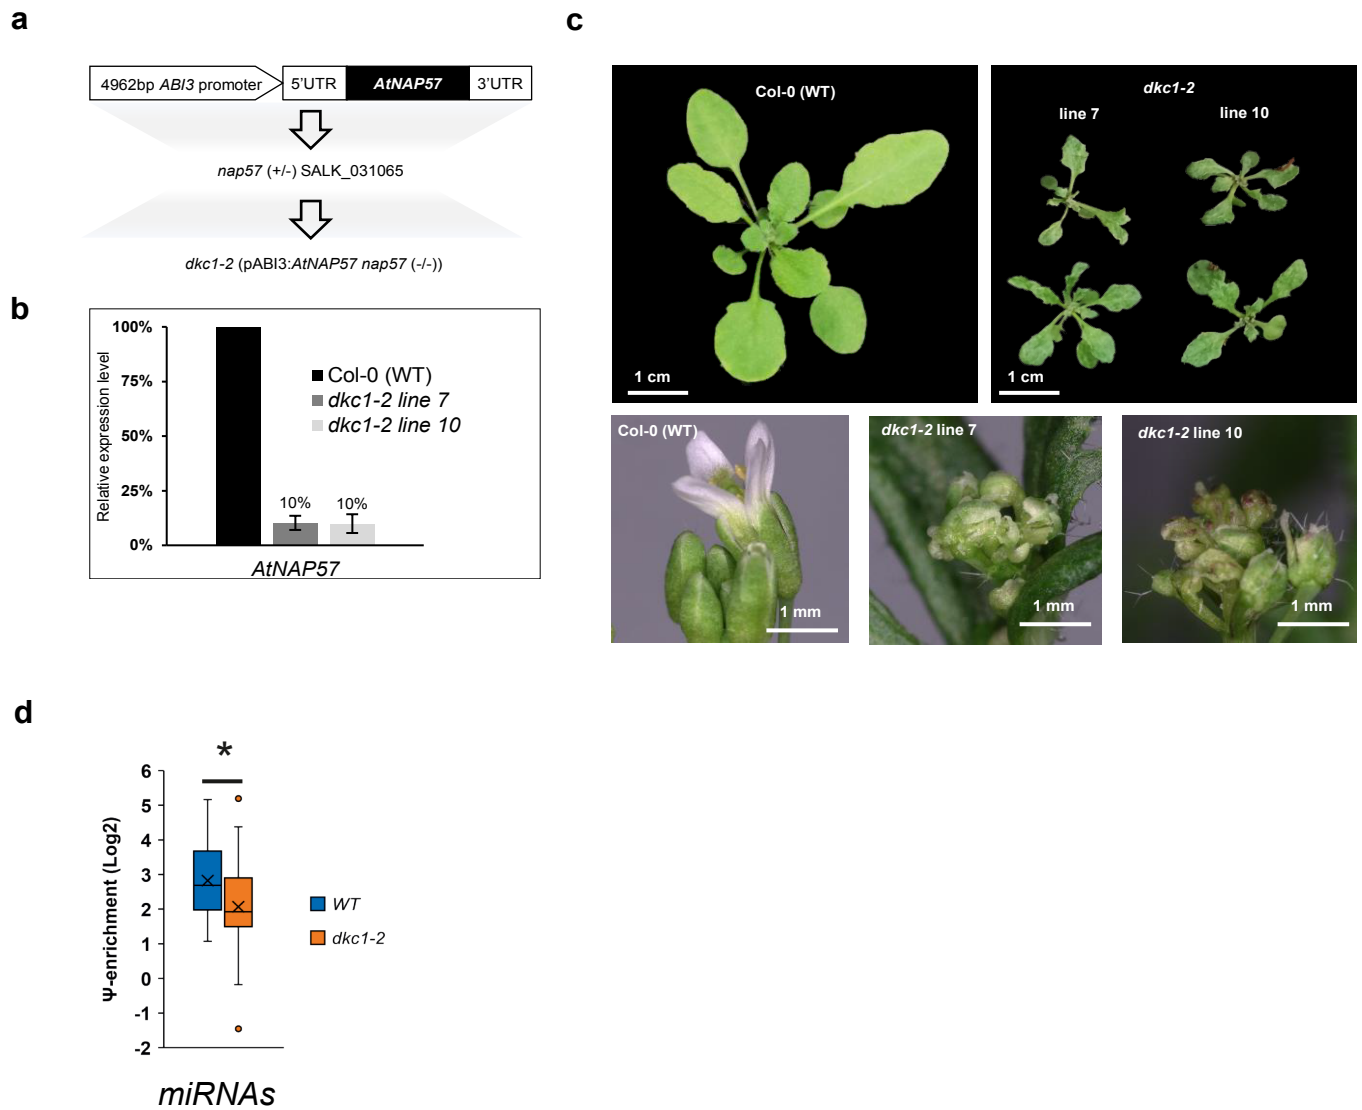 a
4962bp ABI3 promoter 5'UTR AtNAP57 3'UTR
nap57 (+/-) SALK_031065
dkc1-2 (pABI3:AtNAP57 nap57 (-/-))
b
Relative expression level
100%
75%
50%
25%
0%
10%
10%
Col-0 (WT)
dkc1-2 line 7
dkc1-2 line 10
AtNAP57
c
Col-0 (WT)
1 cm
dkc1-2
line 7
line 10
1 cm
Col-0 (WT)
1 mm
dkc1-2 line 7
1 mm
dkc1-2 line 10
1 mm
d
*
Ψ-enrichment (Log2)
6
5
4
3
2
1
0
-1
-2
WT
dkc1-2
miRNAs